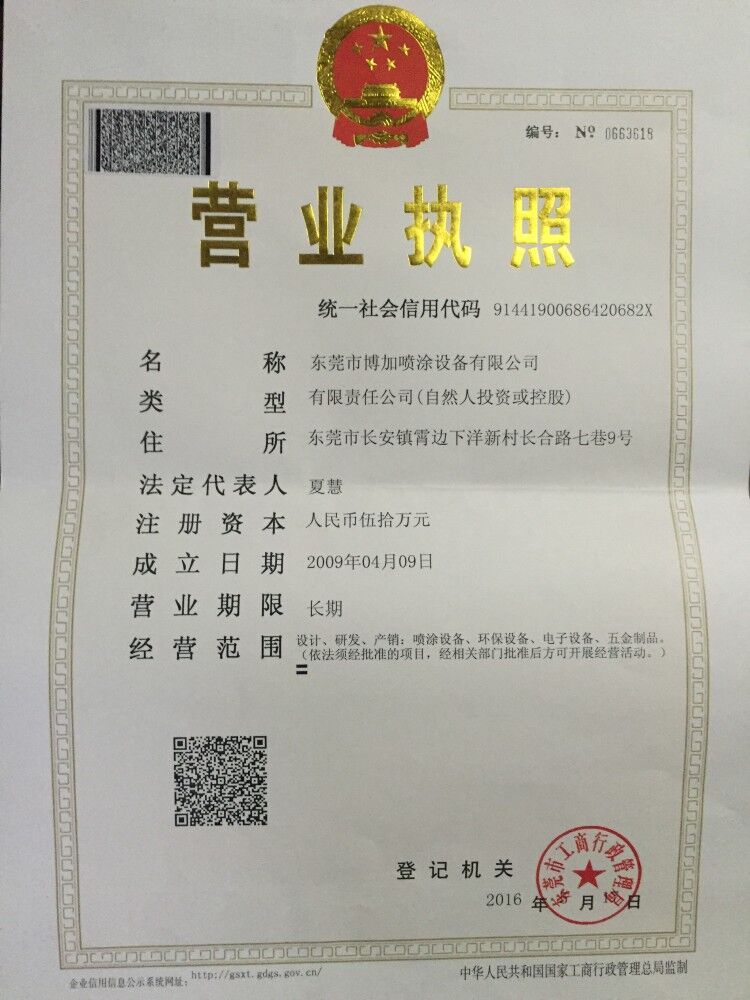 编号： № 0663618
营业执照
统一社会信用代码 91441900686420682X
名称 东莞市博加喷涂设备有限公司
类型 有限责任公司(自然人投资或控股)
住所 东莞市长安镇霄边下洋新村长合路七巷9号
法定代表人 夏慧
注册资本 人民币伍拾万元
成立日期 2009年04月09日
营业期限 长期
经营范围 设计、研发、产销：喷涂设备、环保设备、电子设备、五金制品。
（依法须经批准的项目，经相关部门批准后方可开展经营活动。）
东莞市工商行政管理局
登记机关
2016 年 月 日
企业信用信息公示系统网址： http://gsxt.gdgs.gov.cn/
中华人民共和国国家工商行政管理总局监制